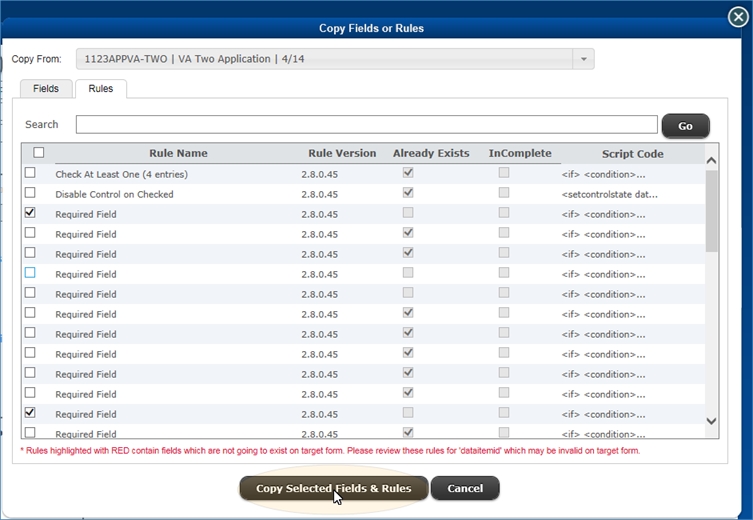 Copy Fields or Rules
Copy From: 1123APPVA-TWO | VA Two Application | 4/14
Fields Rules
Search Go
Rule Name Rule Version Already Exists InComplete Script Code
Check At Least One (4 entries) 2.8.0.45 <if> <condition>...
Disable Control on Checked 2.8.0.45 <setcontrolstate dat...
Required Field 2.8.0.45 <if> <condition>...
Required Field 2.8.0.45 <if> <condition>...
Required Field 2.8.0.45 <if> <condition>...
Required Field 2.8.0.45 <if> <condition>...
Required Field 2.8.0.45 <if> <condition>...
Required Field 2.8.0.45 <if> <condition>...
Required Field 2.8.0.45 <if> <condition>...
Required Field 2.8.0.45 <if> <condition>...
Required Field 2.8.0.45 <if> <condition>...
Required Field 2.8.0.45 <if> <condition>...
Required Field 2.8.0.45 <if> <condition>...
Required Field 2.8.0.45 <if> <condition>...
* Rules highlighted with RED contain fields which are not going to exist on target form. Please review these rules for 'dataitemid' which may be invalid on target form.
Copy Selected Fields & Rules Cancel